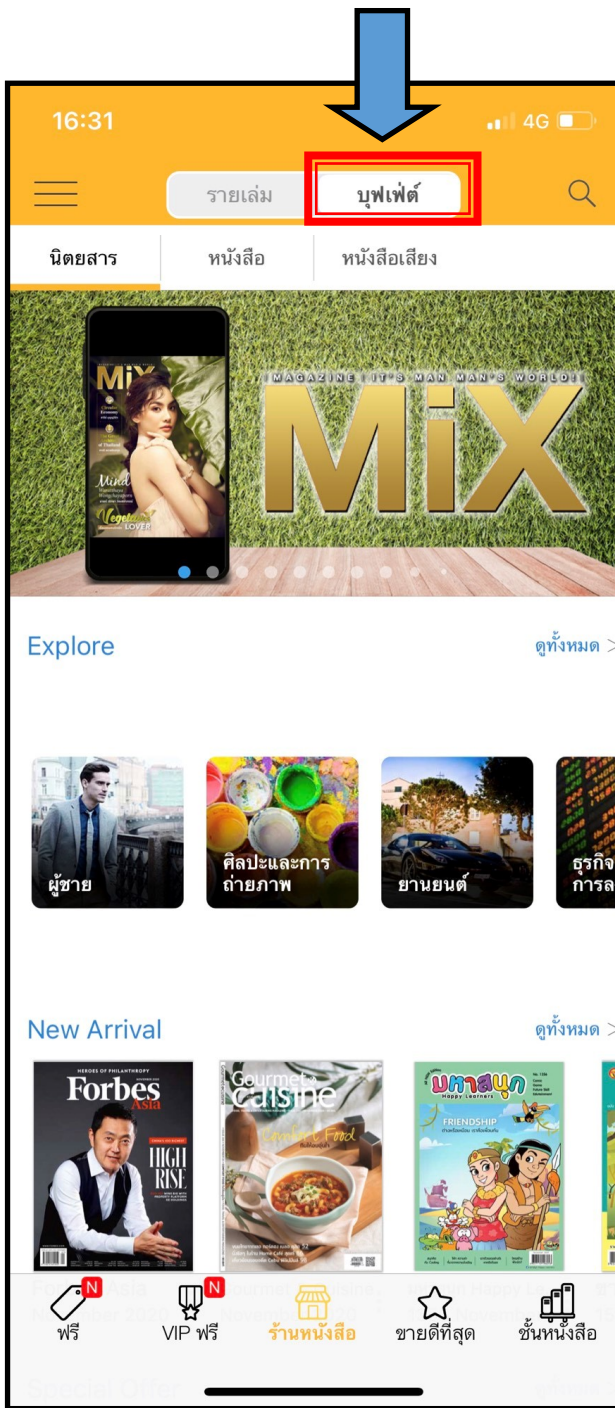 16:31
4G
รายเล่ม
บุฟเฟ่ต์
นิตยสาร
หนังสือ
หนังสือเสียง
MiX
Mind
Vegetarian
LOVER
MAGAZINE IT'S MAN MAN'S WORLD!
MiX
Explore
ดูทั้งหมด >
ผู้ชาย
ศิลปะและการ
ถ่ายภาพ
ยานยนต์
ธุรกิจ
การล
New Arrival
ดูทั้งหมด >
HEROES OF PHILANTHROPY
Forbes
Asia
HIGH
RISE
Gourmet &
Cuisine
Comfort Food
มหาสนุก
Happy Learners
FRIENDSHIP
N
ฟรี
N
VIP ฟรี
ร้านหนังสือ
ขายดีที่สุด
ชั้นหนังสือ
Special Offer